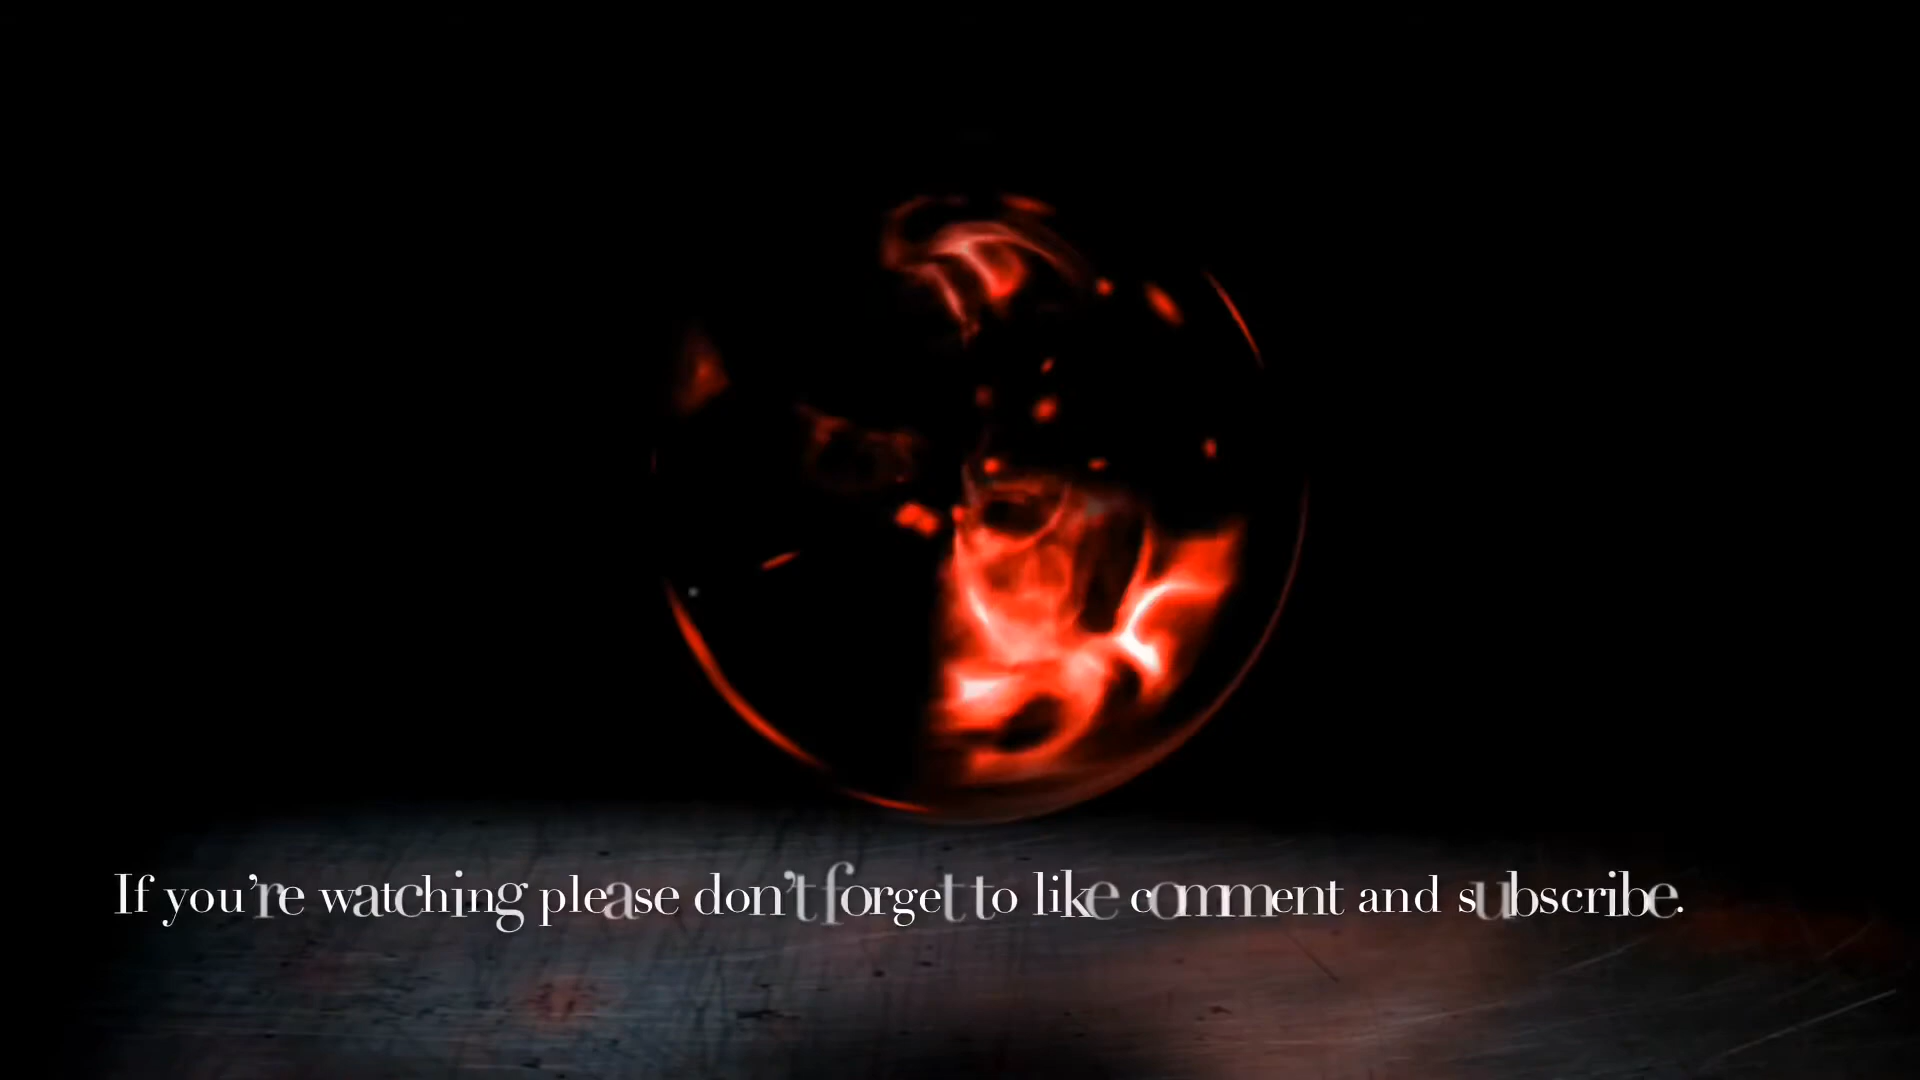 If you’re watching please don’t forget to like comment and subscribe.